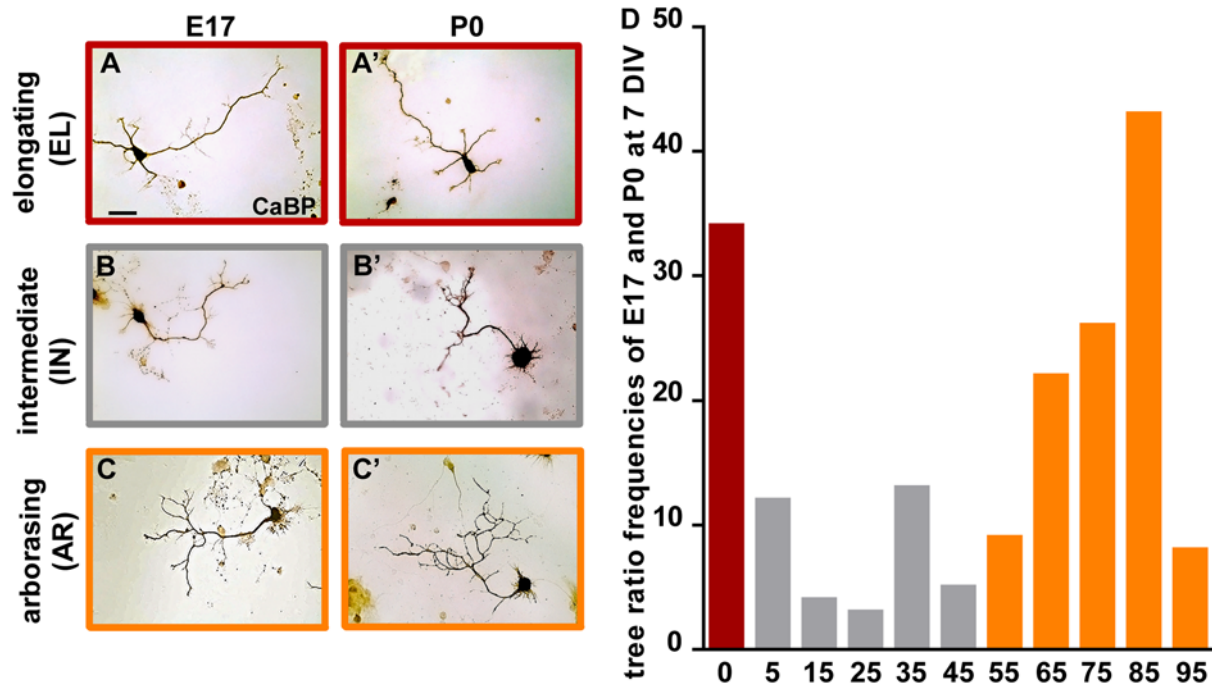 E17 P0
elongating
(EL)
A
A'
CaBP
intermediate
(IN)
B
B'
arborasing
(AR)
C
C'
D
tree ratio frequencies of E17 and P0 at 7 DIV
50
40
30
20
10
0
0 5 15 25 35 45 55 65 75 85 95